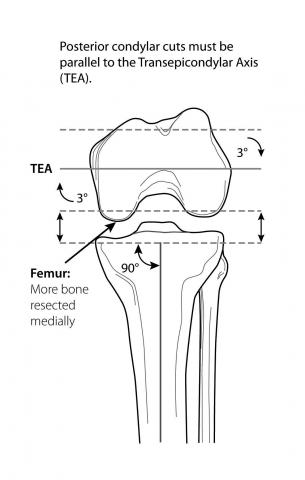 Posterior condylar cuts must be
parallel to the Transepicondylar Axis
(TEA).
3°
TEA
3°
90°
Femur:
More bone
resected
medially